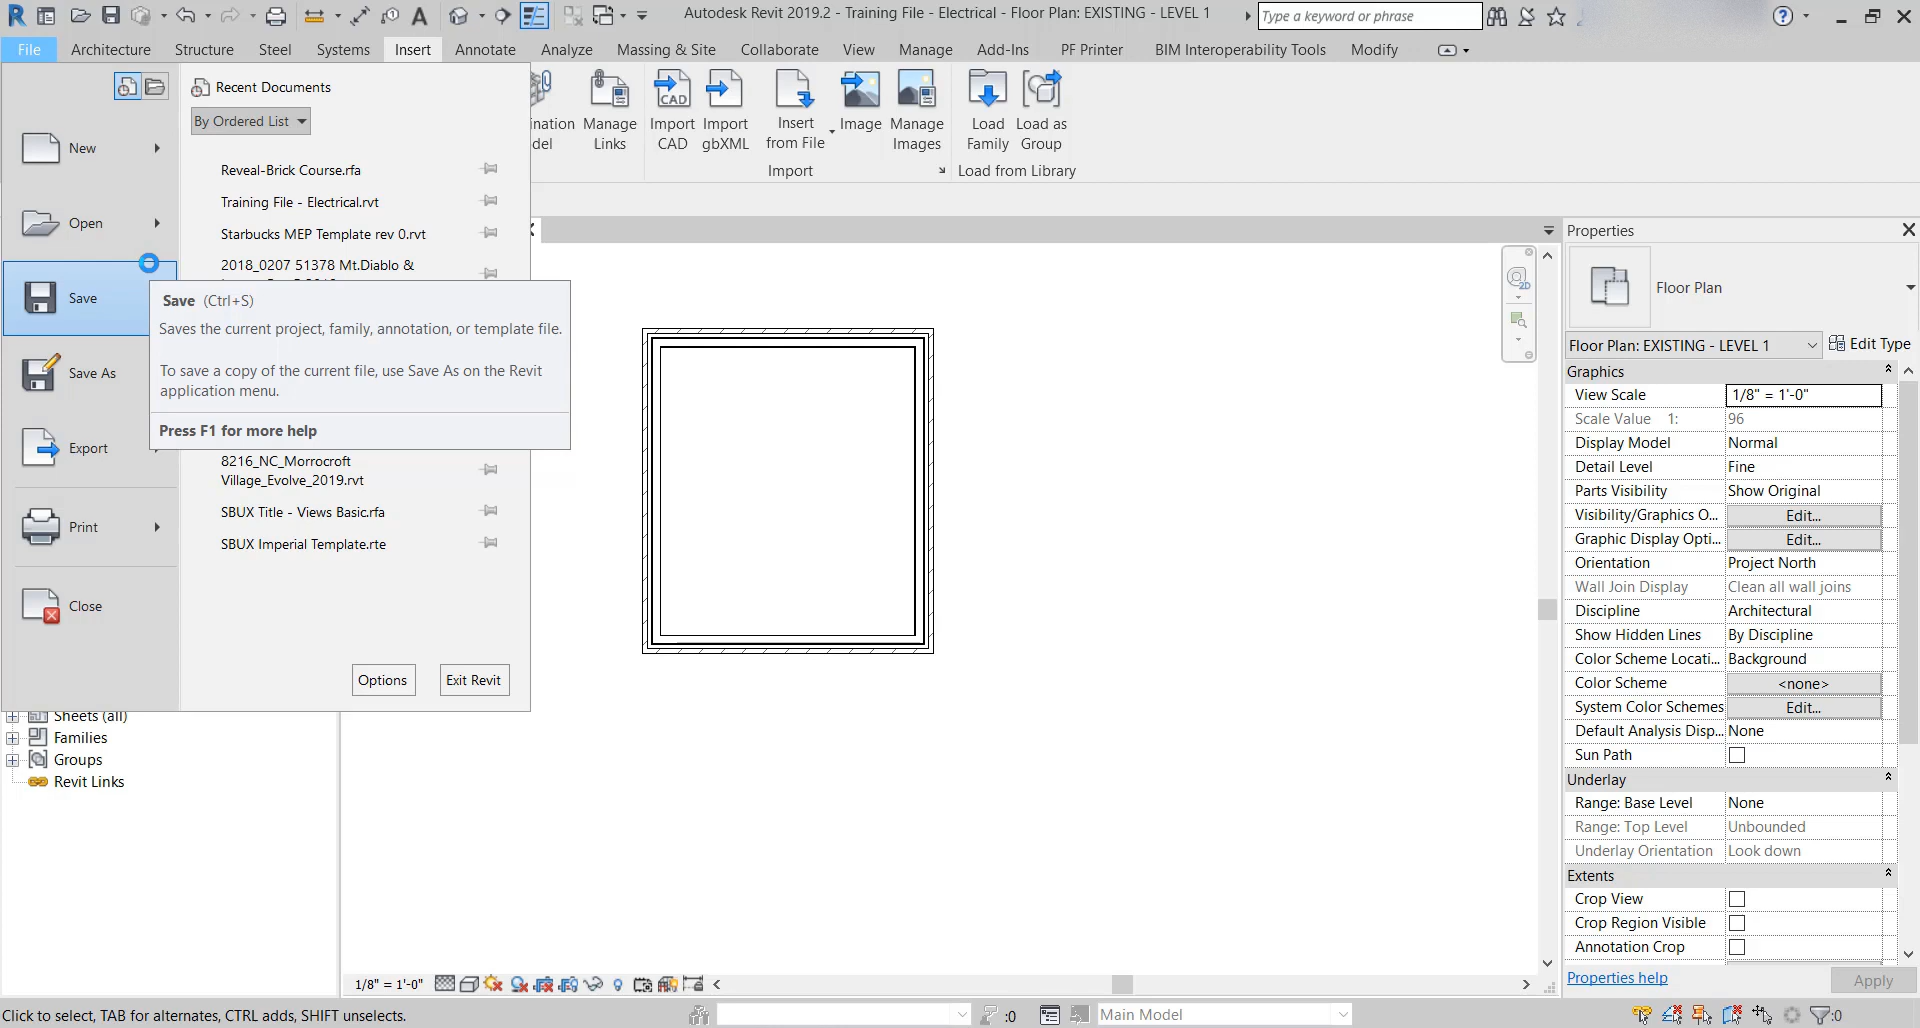 Autodesk Revit 2019.2 - Training File - Electrical - Floor Plan: EXISTING - LEVEL 1
Type a keyword or phrase
File
Architecture
Structure
Steel
Systems
Insert
Annotate
Analyze
Massing & Site
Collaborate
View
Manage
Add-Ins
PF Printer
BIM Interoperability Tools
Modify
Recent Documents
By Ordered List
New
Open
Save
Save As
Export
Print
Close
Reveal-Brick Course.rfa
Training File - Electrical.rvt
Starbucks MEP Template rev 0.rvt
2018_0207 51378 Mt.Diablo &
Save (Ctrl+S)
Saves the current project, family, annotation, or template file.
To save a copy of the current file, use Save As on the Revit
application menu.
Press F1 for more help
8216_NC_Morrocroft
Village_Evolve_2019.rvt
SBUX Title - Views Basic.rfa
SBUX Imperial Template.rte
Options
Exit Revit
ination
del
Manage
Links
Import
CAD
Import
gbXML
Insert
from File
Image
Manage
Images
Load
Family
Load as
Group
Import
Load from Library
Sheets (all)
Families
Groups
Revit Links
2D
Properties
Floor Plan
Floor Plan: EXISTING - LEVEL 1
Edit Type
Graphics
View Scale 1/8" = 1'-0"
Scale Value 1: 96
Display Model Normal
Detail Level Fine
Parts Visibility Show Original
Visibility/Graphics O... Edit...
Graphic Display Opti... Edit...
Orientation Project North
Wall Join Display Clean all wall joins
Discipline Architectural
Show Hidden Lines By Discipline
Color Scheme Locati... Background
Color Scheme <none>
System Color Schemes Edit...
Default Analysis Disp... None
Sun Path
Underlay
Range: Base Level None
Range: Top Level Unbounded
Underlay Orientation Look down
Extents
Crop View
Crop Region Visible
Annotation Crop
Properties help
Apply
1/8" = 1'-0"
Click to select, TAB for alternates, CTRL adds, SHIFT unselects.
:0
Main Model
:0